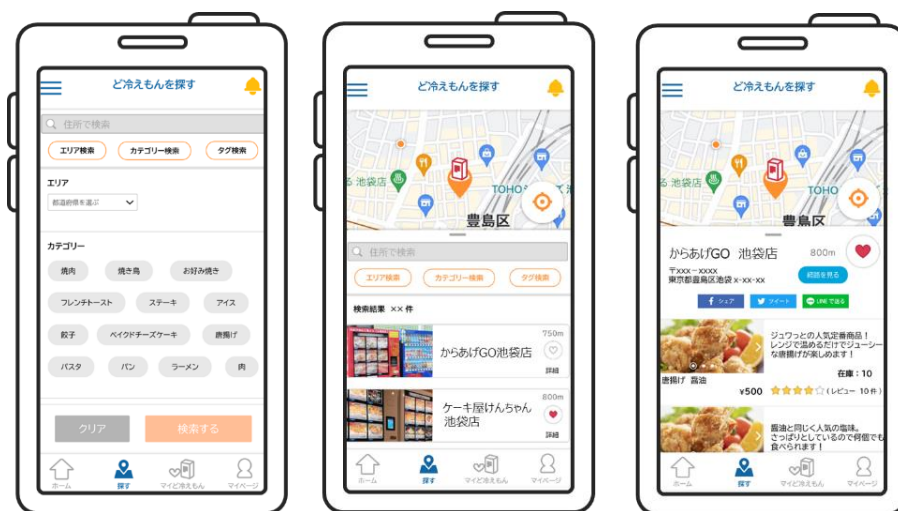 ど冷えもんを探す
住所で検索
エリア検索
カテゴリー検索
タグ検索
エリア
都道府県を選ぶ
カテゴリー
焼肉
焼き鳥
お好み焼き
フレンチトースト
ステーキ
アイス
餃子
ベイクドチーズケーキ
唐揚げ
パスタ
パン
ラーメン
肉
クリア
検索する
ホーム
探す
マイど冷えもん
マイページ
ど冷えもんを探す
る 池袋店
TOHO
豊島区
住所で検索
エリア検索
カテゴリー検索
タグ検索
検索結果 ××件
750m
からあげGO池袋店
詳細
800m
ケーキ屋けんちゃん
池袋店
詳細
ホーム
探す
マイど冷えもん
マイページ
ど冷えもんを探す
る 池袋店
TOHO
豊島区
からあげGO 池袋店
800m
〒xxx-xxxx
東京都豊島区池袋x-xx-xx
経路を見る
シェア
ツイート
LINEで送る
ジュワっとの人気定番商品！
レンジで温めるだけでジューシー
な唐揚げが楽しめます！
在庫：10
唐揚げ 醤油
¥500
(レビュー 10件)
醤油と同じく人気の塩味。
さっぱりとしているので何個でも
食べられます！
ホーム
探す
マイど冷えもん
マイページ